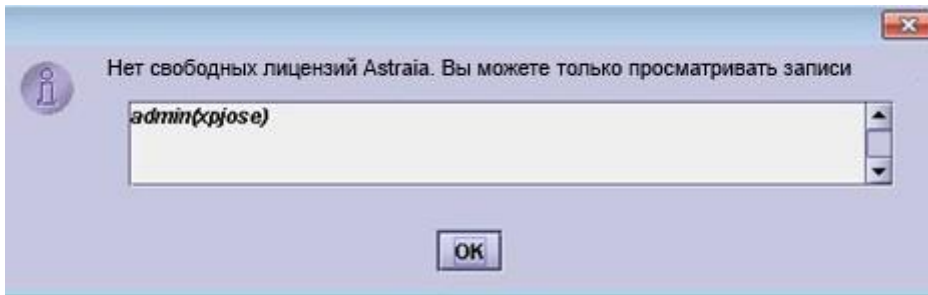 Нет свободных лицензий Astraia. Вы можете только просматривать записи
admin(xpjose)
OK